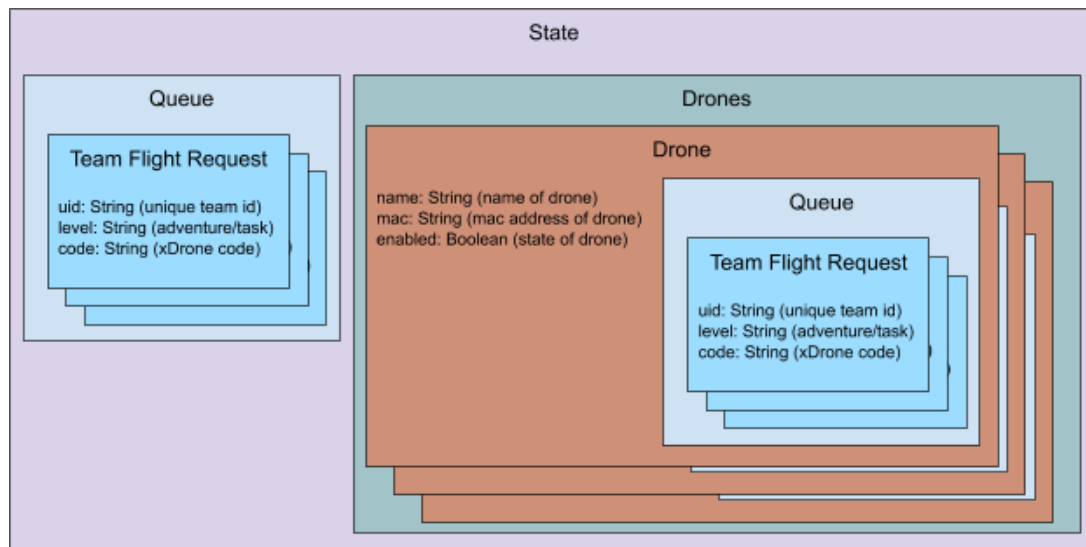 State
Queue
Team Flight Request
uid: String (unique team id)
level: String (adventure/task)
code: String (xDrone code)
Drones
Drone
name: String (name of drone)
mac: String (mac address of drone)
enabled: Boolean (state of drone)
Queue
Team Flight Request
uid: String (unique team id)
level: String (adventure/task)
code: String (xDrone code)